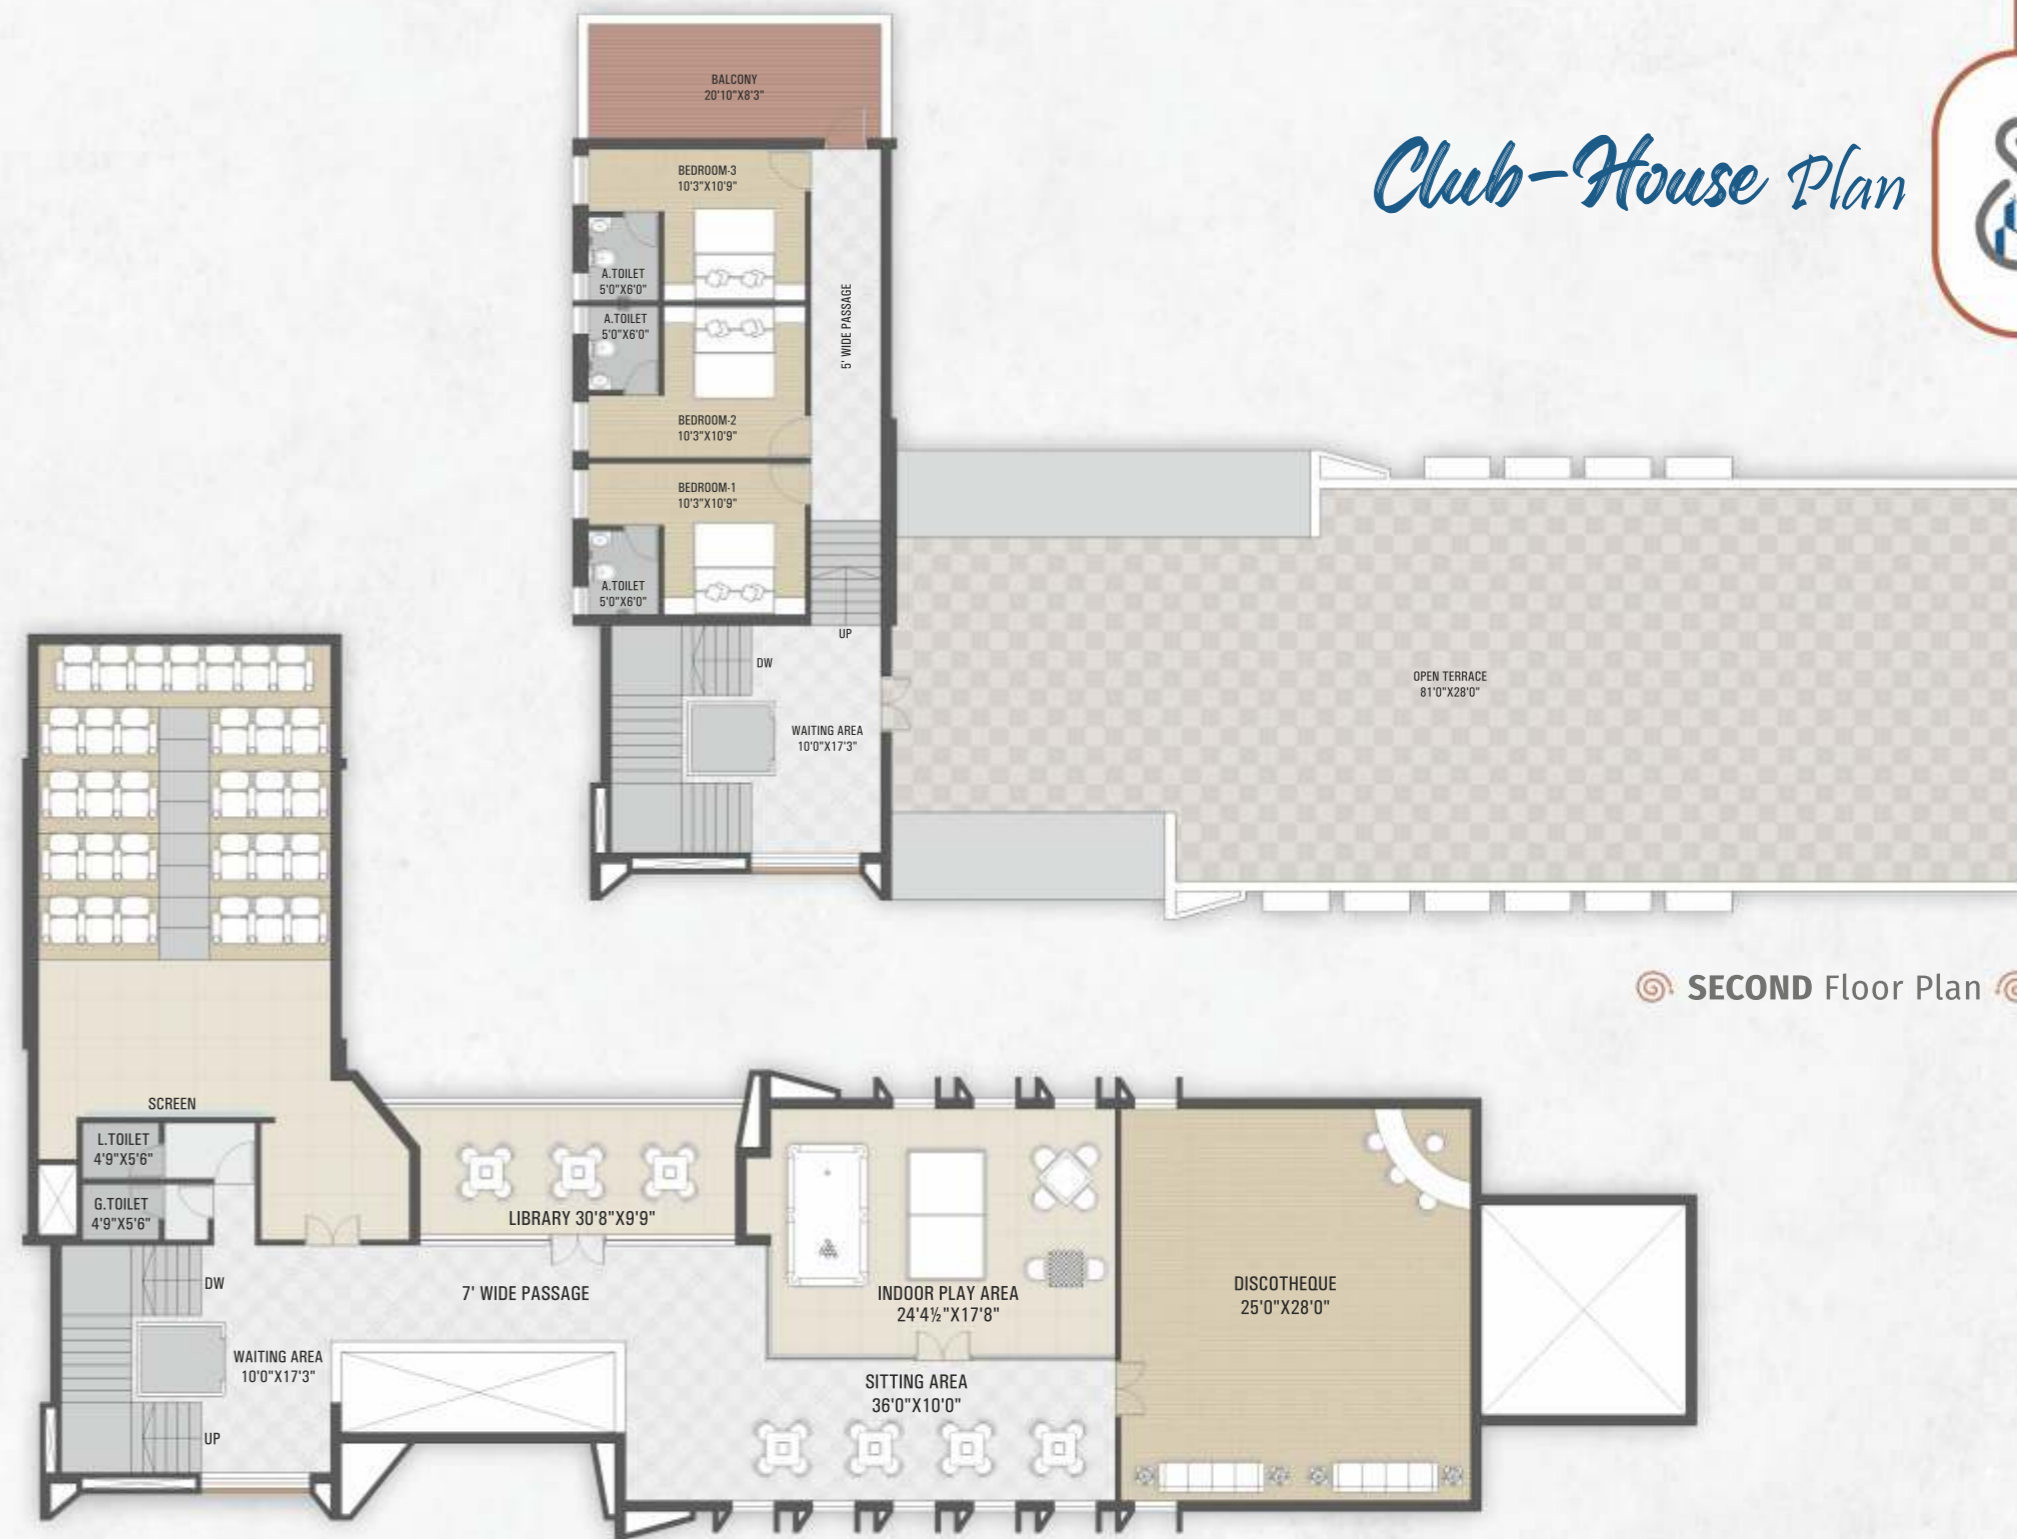 Club-House Plan
BALCONY
20'10"X8'3"
BEDROOM-3
10'3"X10'9"
A.TOILET
5'0"X6'0"
A.TOILET
5'0"X6'0"
5' WIDE PASSAGE
BEDROOM-2
10'3"X10'9"
BEDROOM-1
10'3"X10'9"
A.TOILET
5'0"X6'0"
UP
DW
WAITING AREA
10'0"X17'3"
OPEN TERRACE
81'0"X28'0"
SECOND Floor Plan
SCREEN
L.TOILET
4'9"X5'6"
G.TOILET
4'9"X5'6"
LIBRARY 30'8"X9'9"
DW
7' WIDE PASSAGE
INDOOR PLAY AREA
24'4½"X17'8"
DISCOTHEQUE
25'0"X28'0"
WAITING AREA
10'0"X17'3"
SITTING AREA
36'0"X10'0"
UP